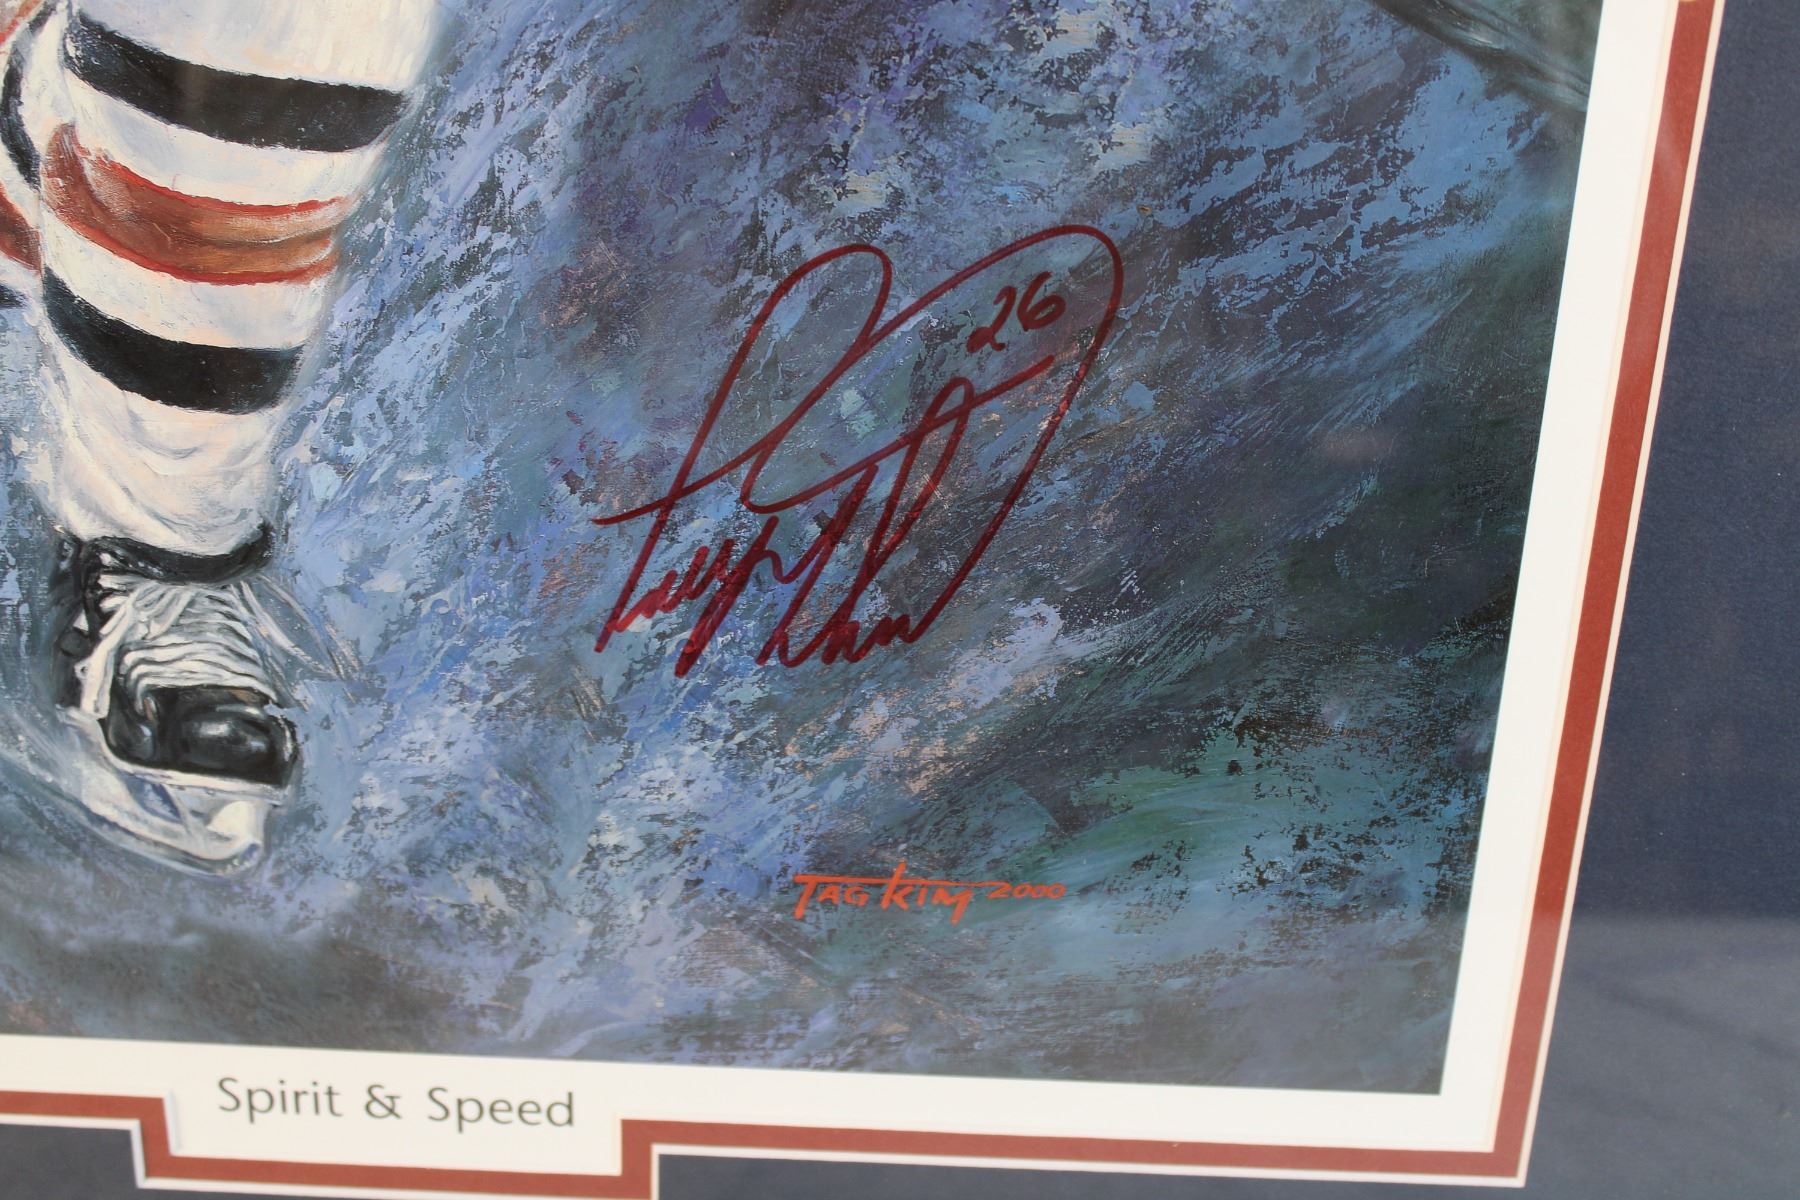 26
TAG KIM 2000
Spirit & Speed